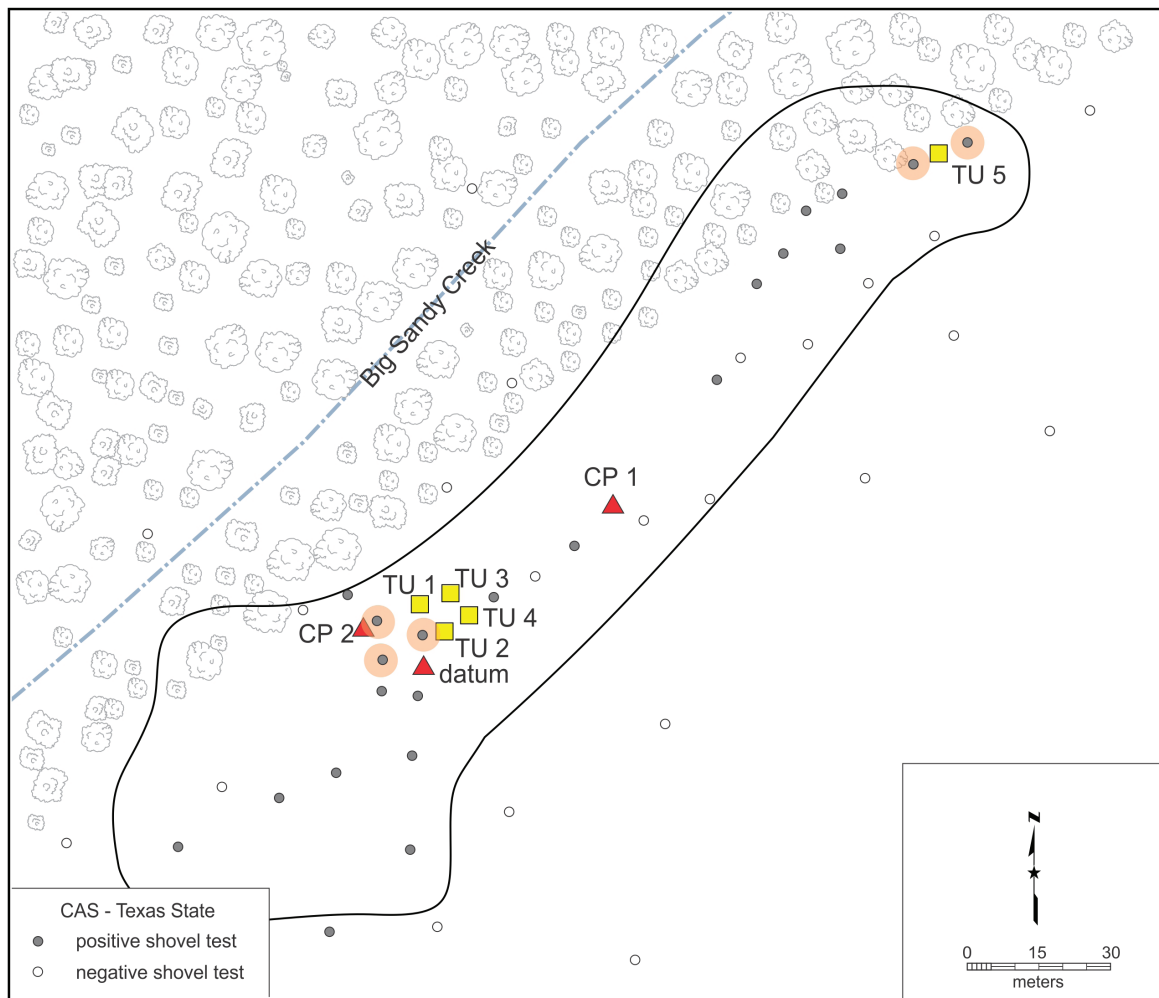 TU 5
Big Sandy Creek
CP 1
TU 3
TU 1
TU 4
CP 2
TU 2
datum
CAS - Texas State
positive shovel test
negative shovel test
N
0 15 30
meters